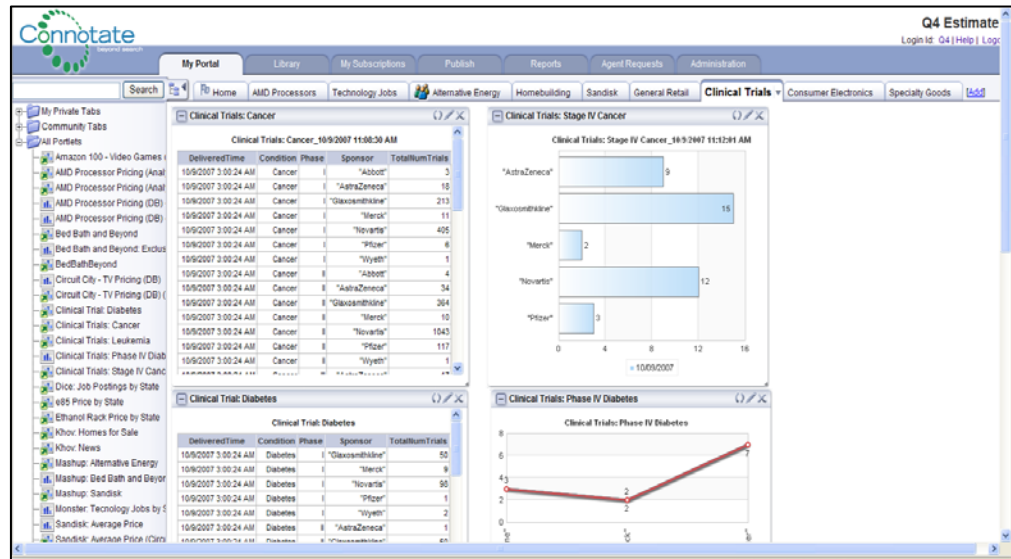 Connotate
beyond search
Q4 Estimate
Login Id: Q4 | Help | Logo
My Portal Library My Subscriptions Publish Reports Agent Requests Administration
Search Home AMD Processors Technology Jobs Alternative Energy Homebuilding Sandisk General Retail Clinical Trials Consumer Electronics Specialty Goods [Add]
My Private Tabs
Community Tabs
All Portlets
Amazon 100 - Video Games
AMD Processor Pricing (Anal
AMD Processor Pricing (Anal
AMD Processor Pricing (DB)
AMD Processor Pricing (DB)
Bed Bath and Beyond
Bed Bath and Beyond: Exclus
BedBathBeyond
Circuit City - TV Pricing (DB)
Circuit City - TV Pricing (DB) (
Clinical Trial: Diabetes
Clinical Trials: Cancer
Clinical Trials: Leukemia
Clinical Trials: Phase IV Diab
Clinical Trials: Stage IV Canc
Dice: Job Postings by State
e85 Price by State
Ethanol Rack Price by State
Khov: Homes for Sale
Khov: News
Mashup: Alternative Energy
Mashup: Bed Bath and Beyor
Mashup: Sandisk
Monster: Tecnology Jobs by S
Sandisk: Average Price
Sandisk: Average Price (Circu
Clinical Trials: Cancer
Clinical Trials: Cancer_10/9/2007 11:08:30 AM
DeliveredTime Condition Phase Sponsor TotalNumTrials
10/9/2007 3:00:24 AM Cancer I "Abbott" 3
10/9/2007 3:00:24 AM Cancer I "AstraZeneca" 18
10/9/2007 3:00:24 AM Cancer I "Glaxosmithkline" 213
10/9/2007 3:00:24 AM Cancer I "Merck" 11
10/9/2007 3:00:24 AM Cancer I "Novartis" 405
10/9/2007 3:00:24 AM Cancer I "Pfizer" 6
10/9/2007 3:00:24 AM Cancer I "Wyeth" 1
10/9/2007 3:00:24 AM Cancer II "Abbott" 4
10/9/2007 3:00:24 AM Cancer II "AstraZeneca" 34
10/9/2007 3:00:24 AM Cancer II "Glaxosmithkline" 364
10/9/2007 3:00:24 AM Cancer II "Merck" 10
10/9/2007 3:00:24 AM Cancer II "Novartis" 1043
10/9/2007 3:00:24 AM Cancer II "Pfizer" 117
10/9/2007 3:00:24 AM Cancer II "Wyeth" 1
Clinical Trials: Stage IV Cancer
Clinical Trials: Stage IV Cancer_10/9/2007 11:12:01 AM
"AstraZeneca" 9
"Glaxosmithkline" 15
"Merck" 2
"Novartis" 12
"Pfizer" 3
0 4 8 12 16
10/09/2007
Clinical Trial: Diabetes
Clinical Trial: Diabetes
DeliveredTime Condition Phase Sponsor TotalNumTrials
10/9/2007 3:00:24 AM Diabetes I "Glaxosmithkline" 50
10/9/2007 3:00:24 AM Diabetes I "Merck" 9
10/9/2007 3:00:24 AM Diabetes I "Novartis" 98
10/9/2007 3:00:24 AM Diabetes I "Pfizer" 1
10/9/2007 3:00:24 AM Diabetes I "Wyeth" 2
10/9/2007 3:00:24 AM Diabetes II "AstraZeneca" 1
10/9/2007 3:00:24 AM Diabetes II "Glaxosmithkline" 60
Clinical Trials: Phase IV Diabetes
Clinical Trials: Phase IV Diabetes
8
6
4
2
0
3
2
2
7